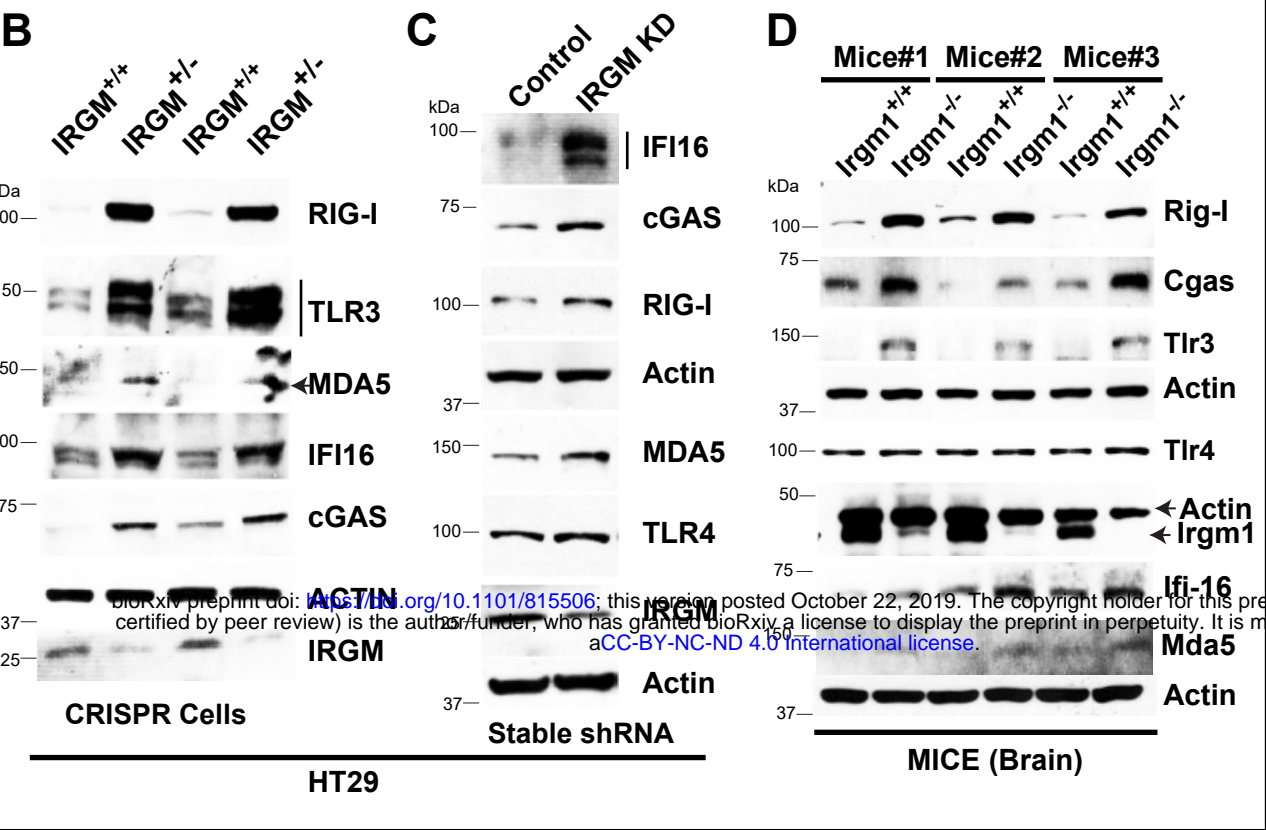 B
IRGM+/+
IRGM+/-
IRGM+/+
IRGM+/-
Da
00
RIG-I
50
TLR3
50
MDA5
00
IFI16
75
cGAS
ACTIN
37
25
IRGM
CRISPR Cells
C
Control
IRGM KD
kDa
100
IFI16
75
cGAS
100
RIG-I
Actin
37
150
MDA5
100
TLR4
25
IRGM
Actin
37
Stable shRNA
HT29
D
Mice#1 Mice#2 Mice#3
Irgm1+/+
Irgm1-/-
Irgm1+/+
Irgm1-/-
Irgm1+/+
Irgm1-/-
kDa
100
Rig-I
75
Cgas
150
Tlr3
Actin
37
100
Tlr4
50
Actin
Irgm1
75
Ifi-16
150
Mda5
Actin
37
MICE (Brain)
bioRxiv preprint doi: https://doi.org/10.1101/815506; this version posted October 22, 2019. The copyright holder for this pre
certified by peer review) is the author/funder, who has granted bioRxiv a license to display the preprint in perpetuity. It is m
aCC-BY-NC-ND 4.0 International license.